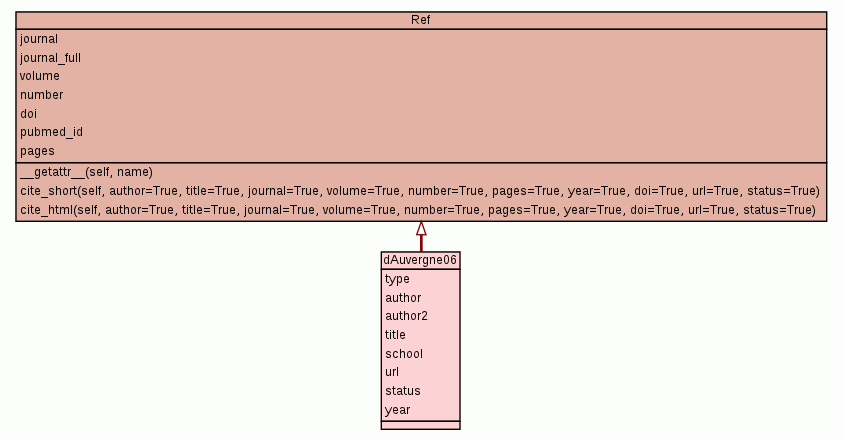 Ref
journal
journal_full
volume
number
doi
pubmed_id
pages
__getattr__(self, name)
cite_short(self, author=True, title=True, journal=True, volume=True, number=True, pages=True, year=True, doi=True, url=True, status=True)
cite_html(self, author=True, title=True, journal=True, volume=True, number=True, pages=True, year=True, doi=True, url=True, status=True)
dAuvergne06
type
author
author2
title
school
url
status
year